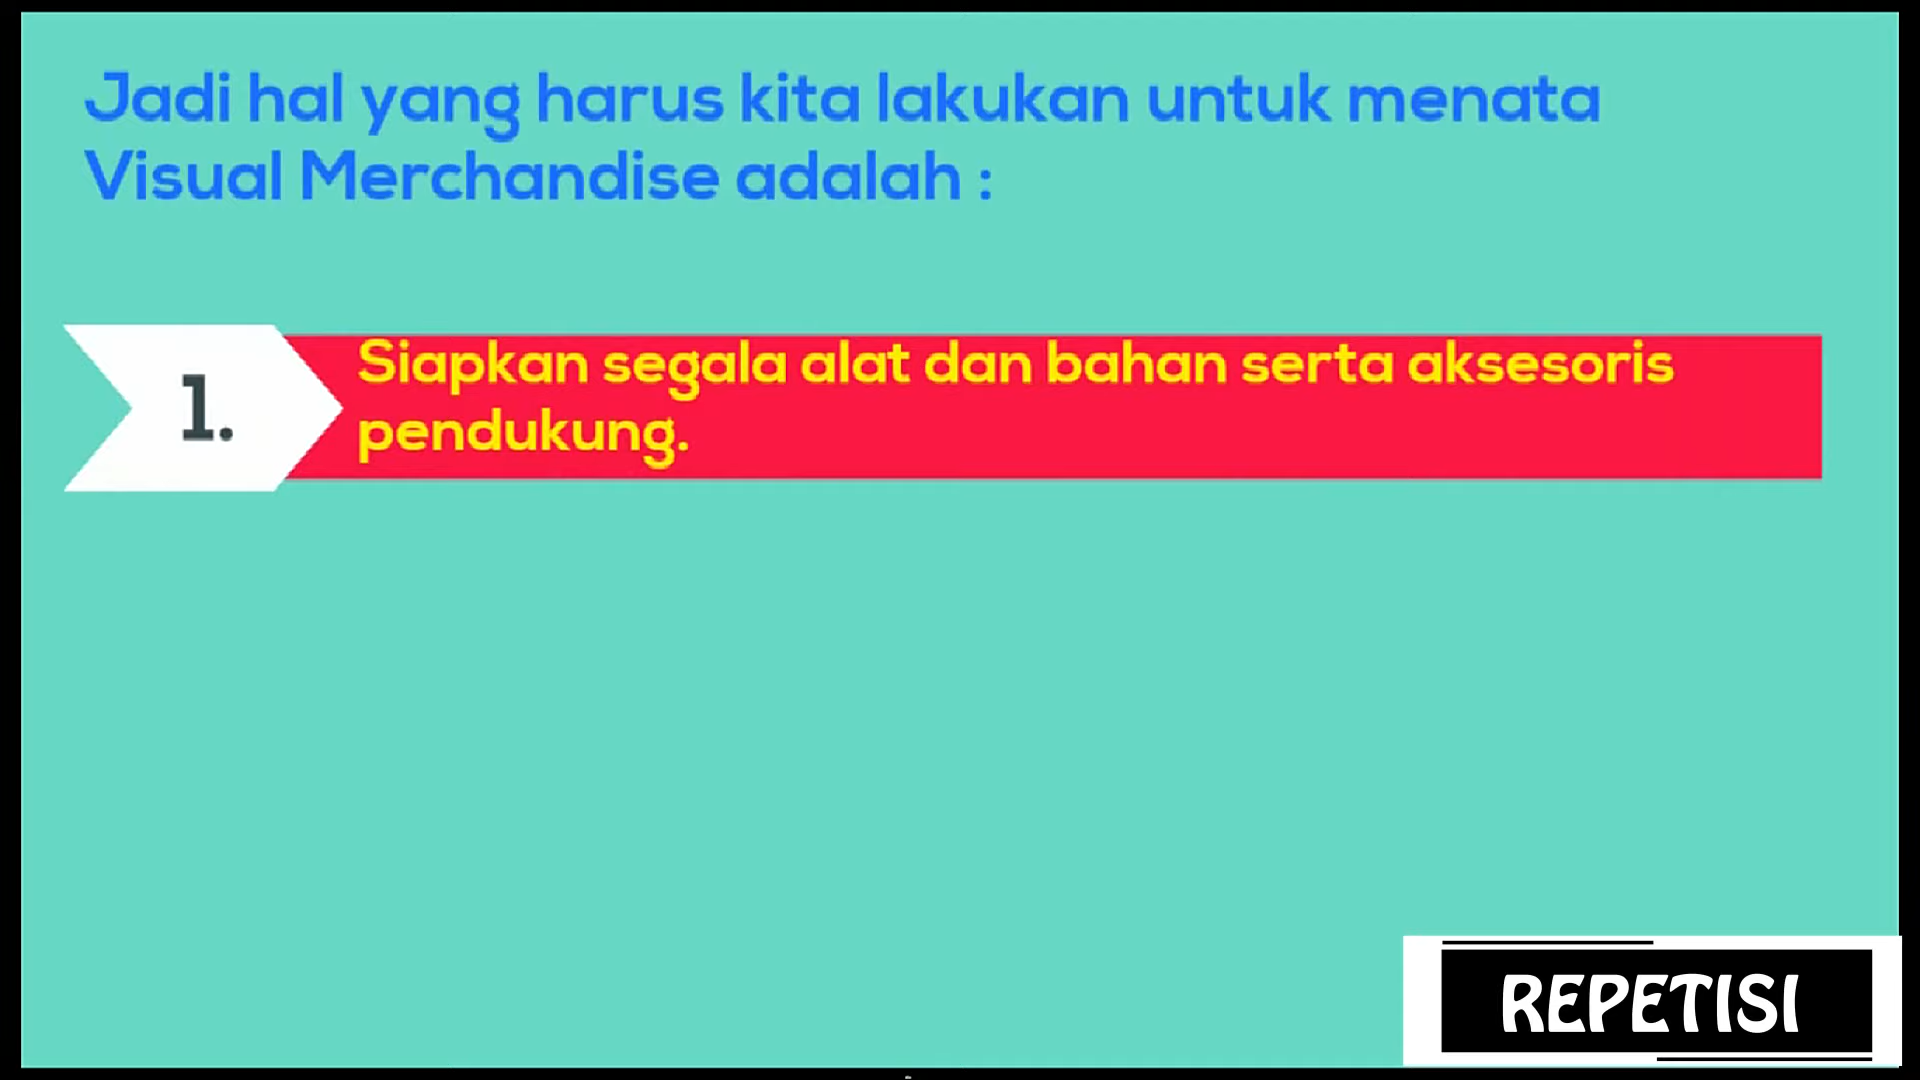 Jadi hal yang harus kita lakukan untuk menata
Visual Merchandise adalah :
1.
Siapkan segala alat dan bahan serta aksesoris
pendukung.
REPETISI